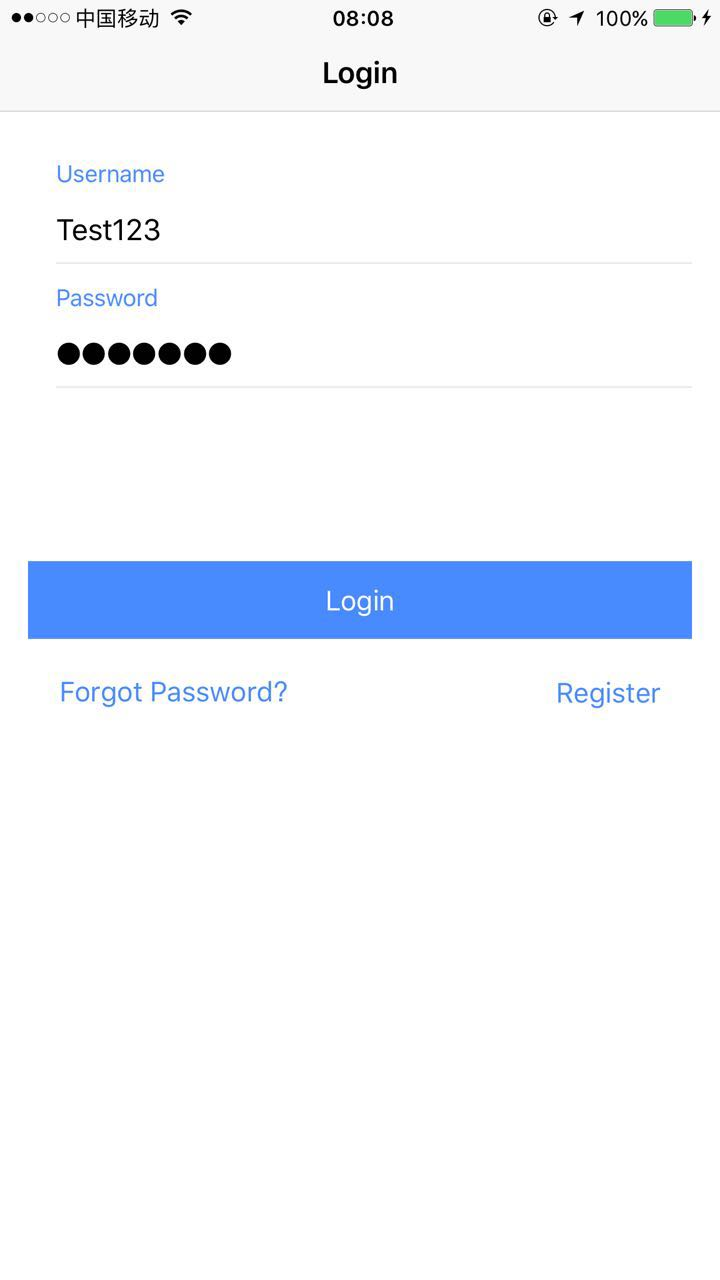 中国移动 08:08 100%
Login
Username
Test123
Password
●●●●●●●
Login
Forgot Password? Register